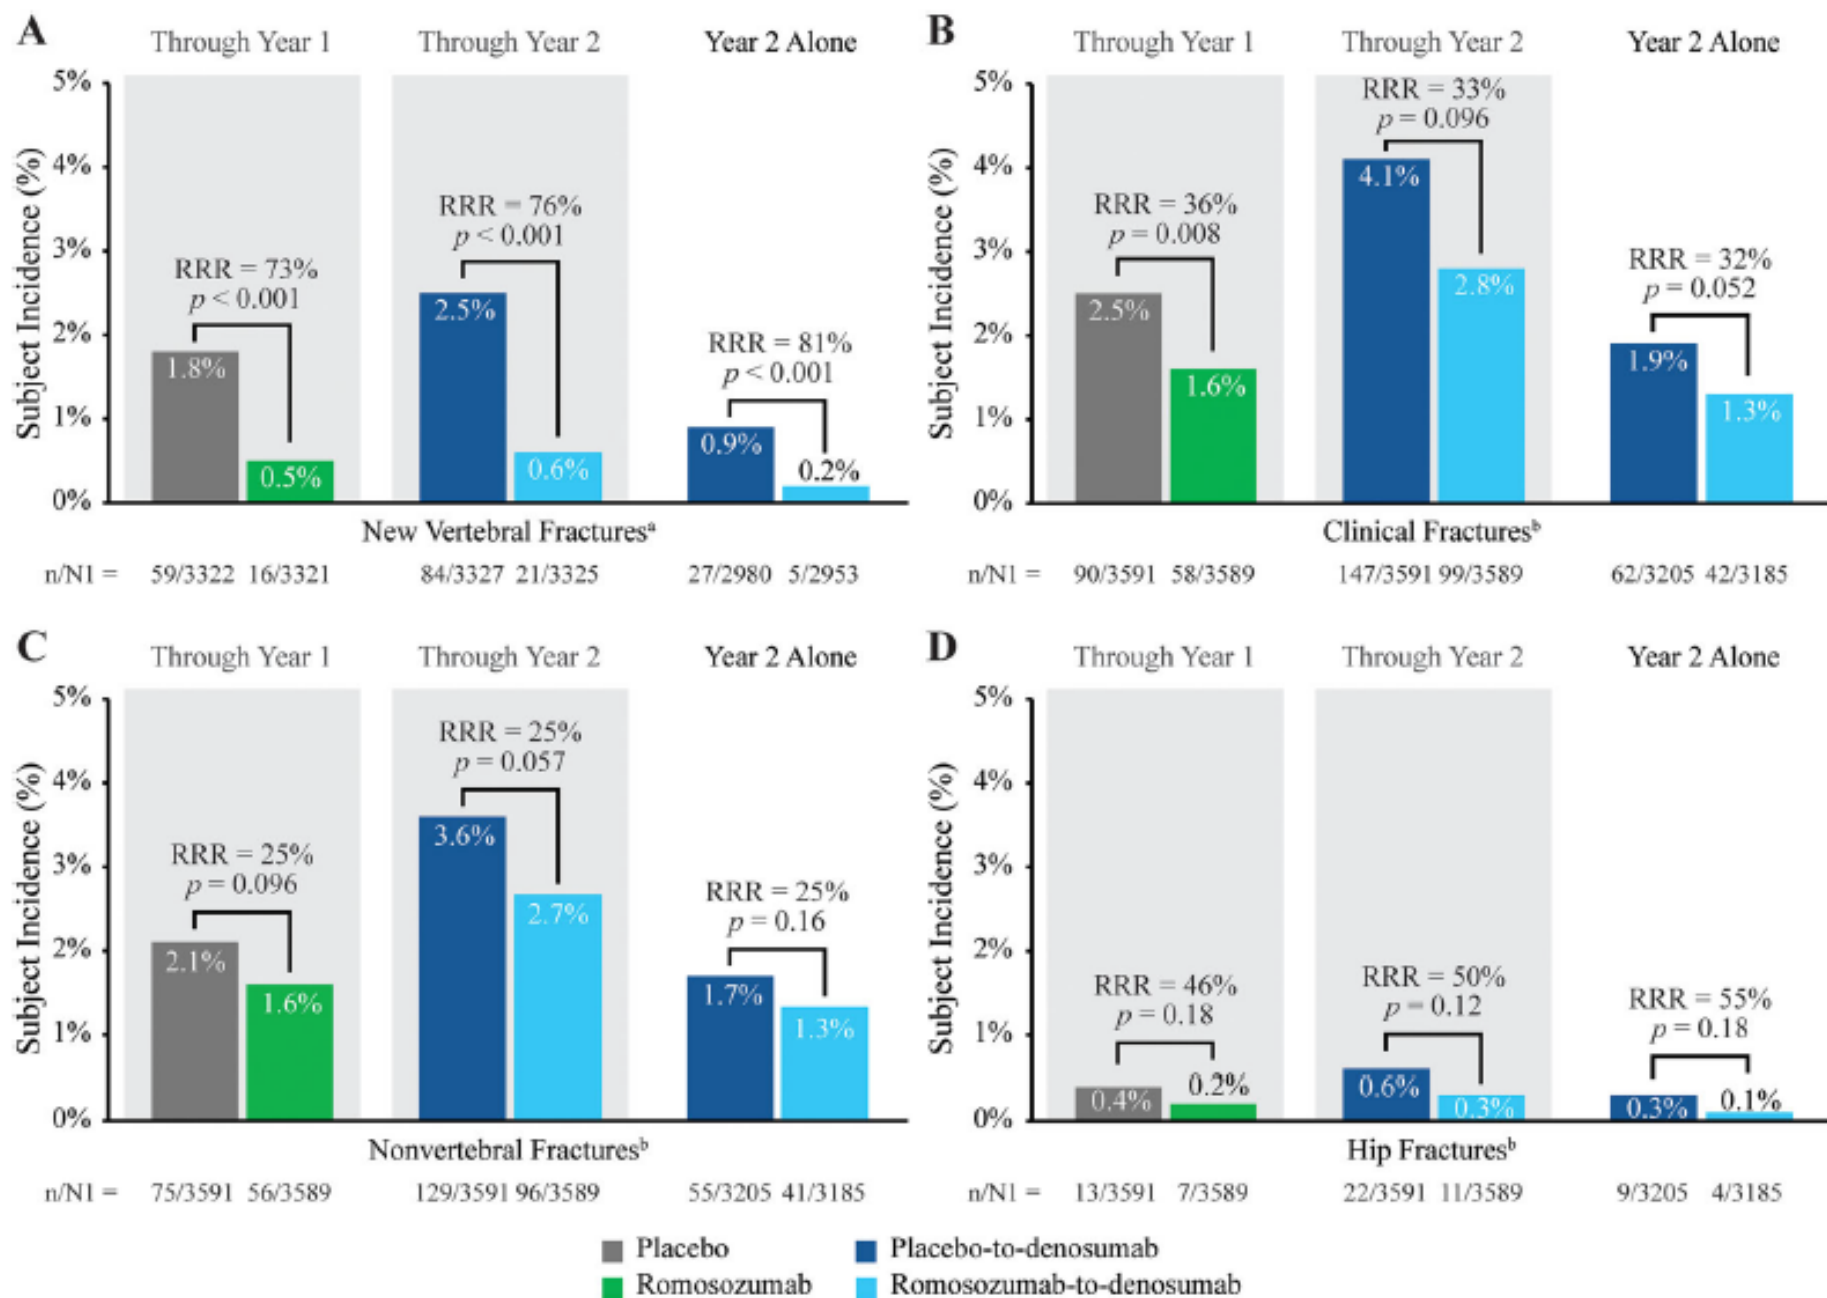 A
Through Year 1 Through Year 2 Year 2 Alone
5%
4%
3%
2%
1%
0%
Subject Incidence (%)
RRR = 73%
p < 0.001
1.8%
0.5%
RRR = 76%
p < 0.001
2.5%
0.6%
RRR = 81%
p < 0.001
0.9%
0.2%
New Vertebral Fracturesᵃ
n/N1 = 59/3322 16/3321 84/3327 21/3325 27/2980 5/2953
B
Through Year 1 Through Year 2 Year 2 Alone
5%
4%
3%
2%
1%
0%
Subject Incidence (%)
RRR = 36%
p = 0.008
2.5%
1.6%
RRR = 33%
p = 0.096
4.1%
2.8%
RRR = 32%
p = 0.052
1.9%
1.3%
Clinical Fracturesᵇ
n/N1 = 90/3591 58/3589 147/3591 99/3589 62/3205 42/3185
C
Through Year 1 Through Year 2 Year 2 Alone
5%
4%
3%
2%
1%
0%
Subject Incidence (%)
RRR = 25%
p = 0.096
2.1%
1.6%
RRR = 25%
p = 0.057
3.6%
2.7%
RRR = 25%
p = 0.16
1.7%
1.3%
Nonvertebral Fracturesᵇ
n/N1 = 75/3591 56/3589 129/3591 96/3589 55/3205 41/3185
D
Through Year 1 Through Year 2 Year 2 Alone
5%
4%
3%
2%
1%
0%
Subject Incidence (%)
RRR = 46%
p = 0.18
0.4%
0.2%
RRR = 50%
p = 0.12
0.6%
0.3%
RRR = 55%
p = 0.18
0.3%
0.1%
Hip Fracturesᵇ
n/N1 = 13/3591 7/3589 22/3591 11/3589 9/3205 4/3185
Placebo Placebo-to-denosumab
Romosozumab Romosozumab-to-denosumab